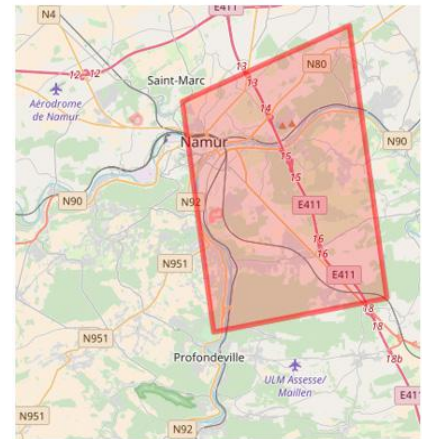 E411
N4
12
12
13
N80
Saint-Marc
13
Aérodrome
de Namur
14
Namur
N90
15
15
N90
N92
E411
16
N951
16
E411
18
18
N951
Profondeville
18b
ULM Assesse/
Maillen
E411
N951
N92